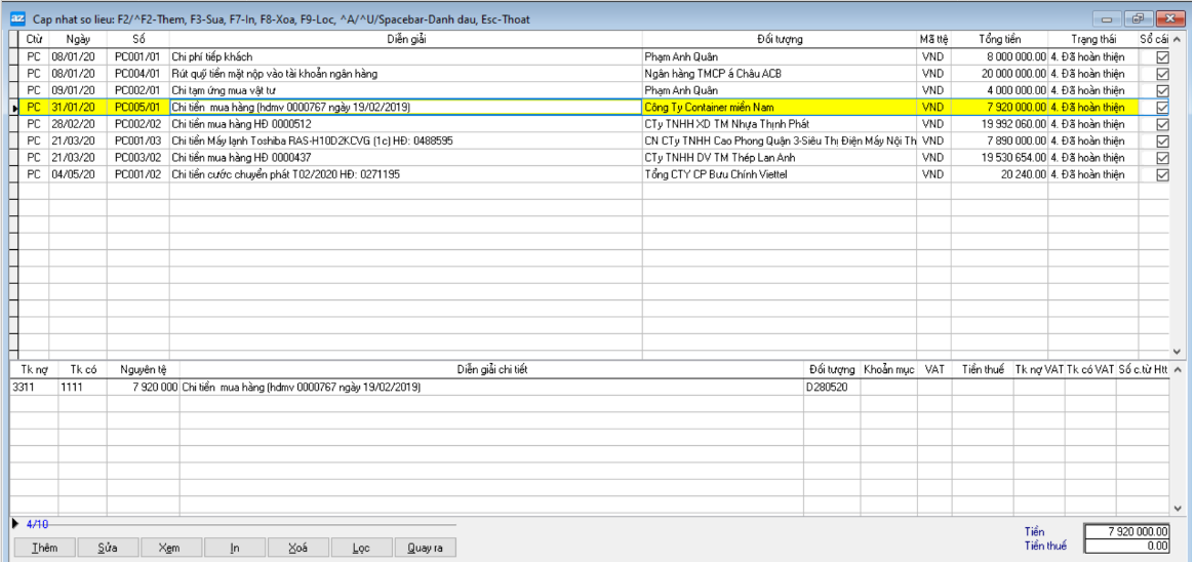 az Cap nhat so lieu: F2/^F2-Them, F3-Sua, F7-In, F8-Xoa, F9-Loc, ^A/^U/Spacebar-Danh dau, Esc-Thoat
Ctừ Ngày Số Diễn giải Đối tượng Mã ttệ Tổng tiền Trạng thái Sổ cái
PC 08/01/20 PC001/01 Chi phí tiếp khách Phạm Anh Quân VND 8 000 000.00 4. Đã hoàn thiện
PC 08/01/20 PC004/01 Rút quỹ tiền mặt nộp vào tài khoản ngân hàng Ngân hàng TMCP á Châu ACB VND 20 000 000.00 4. Đã hoàn thiện
PC 09/01/20 PC002/01 Chi tạm ứng mua vật tư Phạm Anh Quân VND 4 000 000.00 4. Đã hoàn thiện
PC 31/01/20 PC005/01 Chi tiền mua hàng (hdmv 0000767 ngày 19/02/2019) Công Ty Container miền Nam VND 7 920 000.00 4. Đã hoàn thiện
PC 28/02/20 PC002/02 Chi tiền mua hàng HĐ 0000512 CTy TNHH XD TM Nhựa Thịnh Phát VND 19 992 060.00 4. Đã hoàn thiện
PC 21/03/20 PC001/03 Chi tiền Máy lạnh Toshiba RAS-H10D2KCVG (1c) HĐ: 0488595 CN CTy TNHH Cao Phong Quận 3-Siêu Thị Điện Máy Nội Th VND 7 890 000.00 4. Đã hoàn thiện
PC 21/03/20 PC003/02 Chi tiền mua hàng HĐ 0000437 CTy TNHH DV TM Thép Lan Anh VND 19 530 654.00 4. Đã hoàn thiện
PC 04/05/20 PC001/02 Chi tiền cước chuyển phát T02/2020 HĐ: 0271195 Tổng CTY CP Bưu Chính Viettel VND 20 240.00 4. Đã hoàn thiện
Tk nợ Tk có Nguyên tệ Diễn giải chi tiết Đối tượng Khoản mục VAT Tiền thuế Tk nợ VAT Tk có VAT Số c.từ Htt
3311 1111 7 920 000 Chi tiền mua hàng (hdmv 0000767 ngày 19/02/2019) D280520
4/10
Tiền 7 920 000.00
Thêm Sửa Xem In Xoá Lọc Quay ra
Tiền thuế 0.00